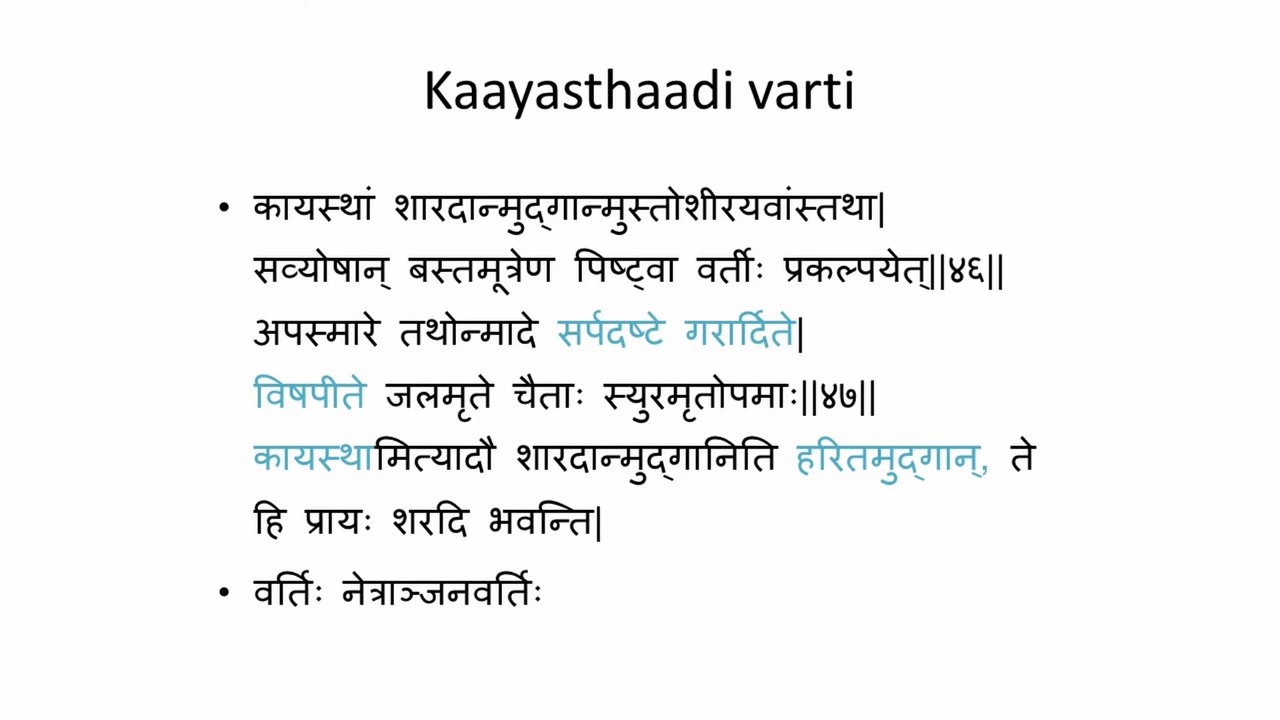 Kaayasthaadi varti
• कायस्थां शारदान्मुद्गान्मुस्तोशीरयवांस्तथा|
सव्योषान् बस्तमूत्रेण पिष्ट्वा वर्तीः प्रकल्पयेत्||४६||
अपस्मारे तथोन्मादे सर्पदष्टे गरार्दिते|
विषपीते जलमृते चैताः स्युरमृतोपमाः||४७||
कायस्थामित्यादौ शारदान्मुद्गानिति हरितमुद्गान्, ते
हि प्रायः शरदि भवन्ति|
• वर्तिः नेत्राञ्जनवर्तिः